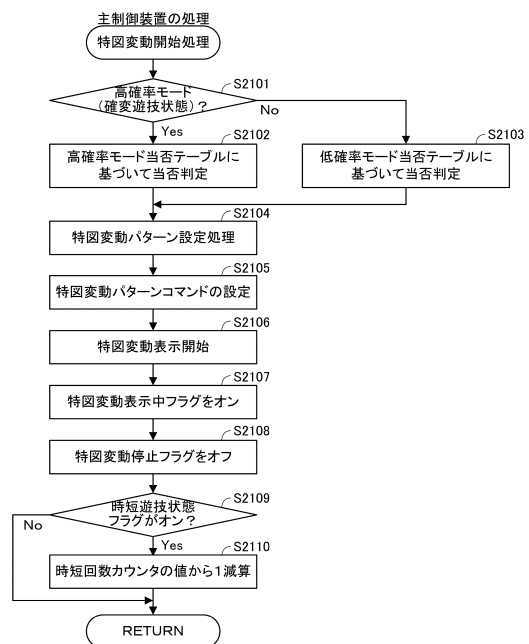 主制御装置の処理
特図変動開始処理
S2101
高確率モード
(確変遊技状態)？
No
Yes
S2102
高確率モード当否テーブルに
基づいて当否判定
S2103
低確率モード当否テーブルに
基づいて当否判定
S2104
特図変動パターン設定処理
S2105
特図変動パターンコマンドの設定
S2106
特図変動表示開始
S2107
特図変動表示中フラグをオン
S2108
特図変動停止フラグをオフ
S2109
時短遊技状態
フラグがオン？
No
Yes
S2110
時短回数カウンタの値から１減算
RETURN